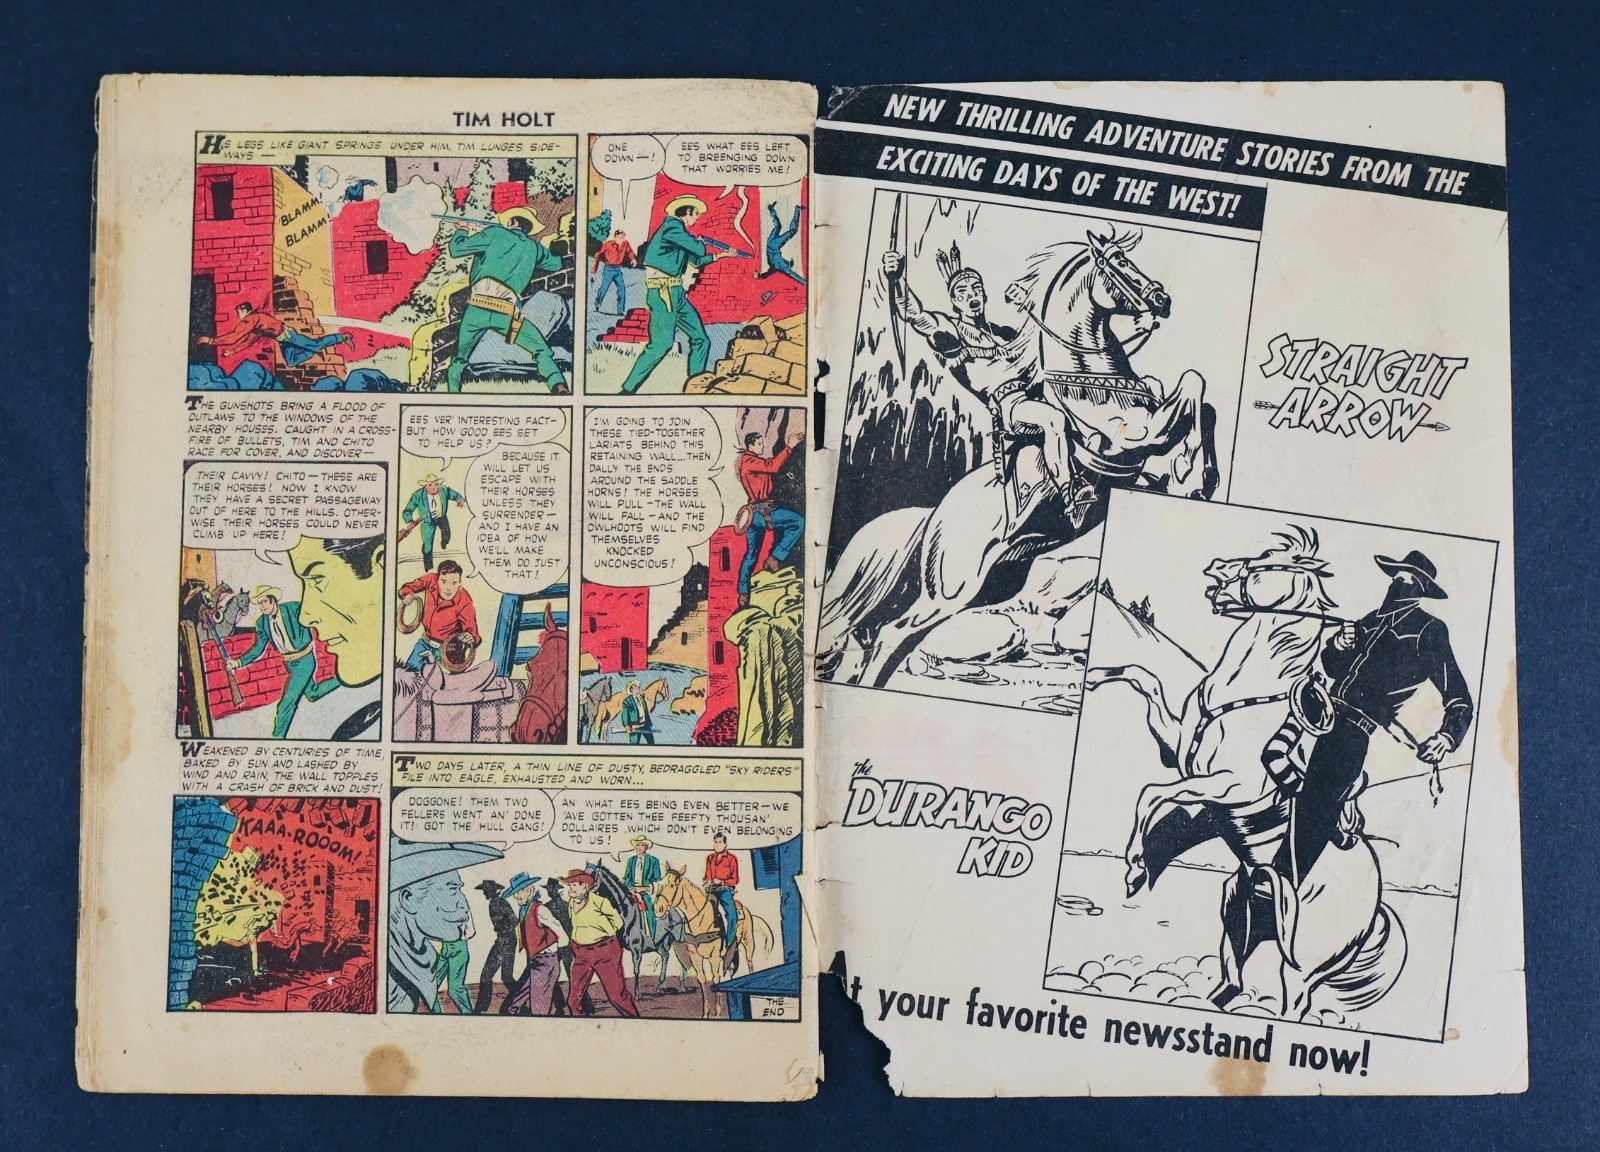 TIM HOLT
HIS LEGS LIKE GIANT SPRINGS UNDER HIM, TIM LUNGES SIDE-
WAYS —
BLAMM!
BLAMM!
ONE
DOWN—!
EES WHAT EES LEFT
TO BREENGING DOWN
THAT WORRIES ME!
THE GUNSHOTS BRING A FLOOD OF
OUTLAWS TO THE WINDOWS OF THE
NEARBY HOUSES. CAUGHT IN A CROSS-
FIRE OF BULLETS, TIM AND CHITO
RACE FOR COVER, AND DISCOVER—
THEIR CAVVY! CHITO—THESE ARE
THEIR HORSES! NOW I KNOW
THEY HAVE A SECRET PASSAGEWAY
OUT OF HERE TO THE HILLS. OTHER-
WISE THEIR HORSES COULD NEVER
CLIMB UP HERE!
EES VER' INTERESTING FACT—
BUT HOW GOOD EES EET
TO HELP US?
BECAUSE IT
WILL LET US
ESCAPE WITH
THEIR HORSES
UNLESS THEY
SURRENDER—
AND I HAVE AN
IDEA OF HOW
WE'LL MAKE
THEM DO JUST
THAT!
I'M GOING TO JOIN
THESE TIED-TOGETHER
LARIATS BEHIND THIS
RETAINING WALL...THEN
DALLY THE ENDS
AROUND THE SADDLE
HORNS! THE HORSES
WILL PULL—THE WALL
WILL FALL—AND THE
OWLHOOTS WILL FIND
THEMSELVES
KNOCKED
UNCONSCIOUS!
WEAKENED BY CENTURIES OF TIME,
BAKED BY SUN AND LASHED BY
WIND AND RAIN, THE WALL TOPPLES
WITH A CRASH OF BRICK AND DUST!
KAAA-ROOOM!
TWO DAYS LATER, A THIN LINE OF DUSTY, BEDRAGGLED "SKY RIDERS"
FILE INTO EAGLE, EXHAUSTED AND WORN...
DOGGONE! THEM TWO
FELLERS WENT AN' DONE
IT! GOT THE HULL GANG!
AN WHAT EES BEING EVEN BETTER—WE
'AVE GOTTEN THEE FEEFTY THOUSAN'
DOLLAIRES..WHICH DON'T EVEN BELONGING
TO US!
THE
END
NEW THRILLING ADVENTURE STORIES FROM THE
EXCITING DAYS OF THE WEST!
STRAIGHT
ARROW
the
DURANGO
KID
At your favorite newsstand now!